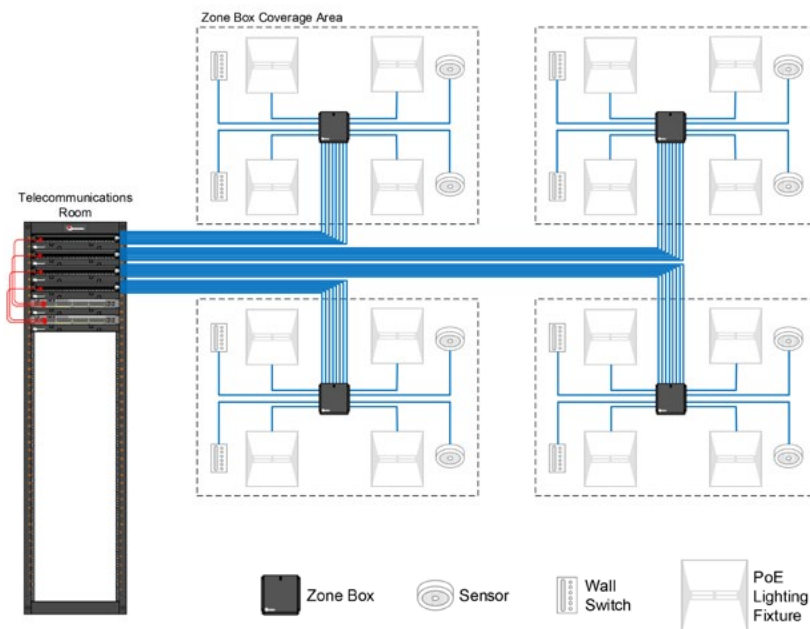 Zone Box Coverage Area
Telecommunications
Room
Zone Box
Sensor
Wall
Switch
PoE
Lighting
Fixture